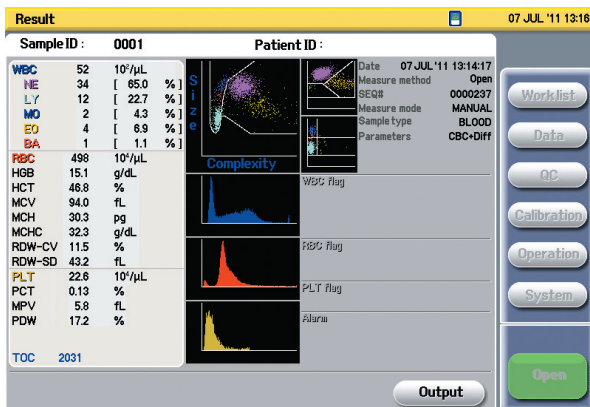 Result
07 JUL '11 13:16
Sample ID : 0001 Patient ID :
WBC 52 10²/µL
NE 34 [ 65.0 % ]
LY 12 [ 22.7 % ]
MO 2 [ 4.3 % ]
EO 4 [ 6.9 % ]
BA 1 [ 1.1 % ]
RBC 498 10⁴/µL
HGB 15.1 g/dL
HCT 46.8 %
MCV 94.0 fL
MCH 30.3 pg
MCHC 32.3 g/dL
RDW-CV 11.5 %
RDW-SD 43.2 fL
PLT 22.6 10⁴/µL
PCT 0.13 %
MPV 5.8 fL
PDW 17.2 %
TOC 2031
Size
Complexity
Date 07 JUL '11 13:14:17
Measure method Open
SEQ# 0000237
Measure mode MANUAL
Sample type BLOOD
Parameters CBC+Diff
WBC flag
RBC flag
PLT flag
Alarm
Worklist
Data
QC
Calibration
Operation
System
Open
Output